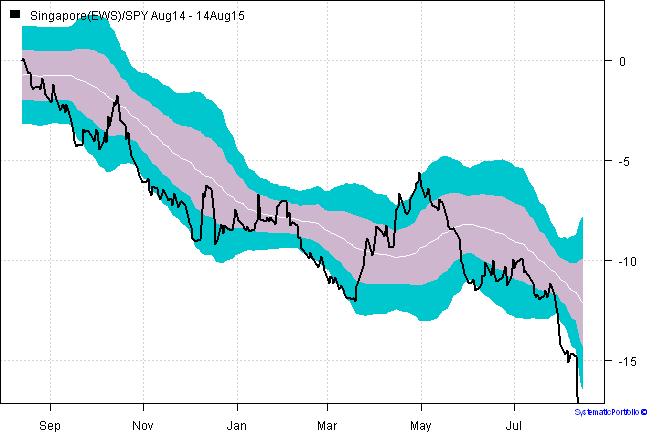 Singapore(EWS)/SPY Aug14 - 14Aug15
0
-5
-10
-15
Sep Nov Jan Mar May Jul
SystematicPortfolio ©